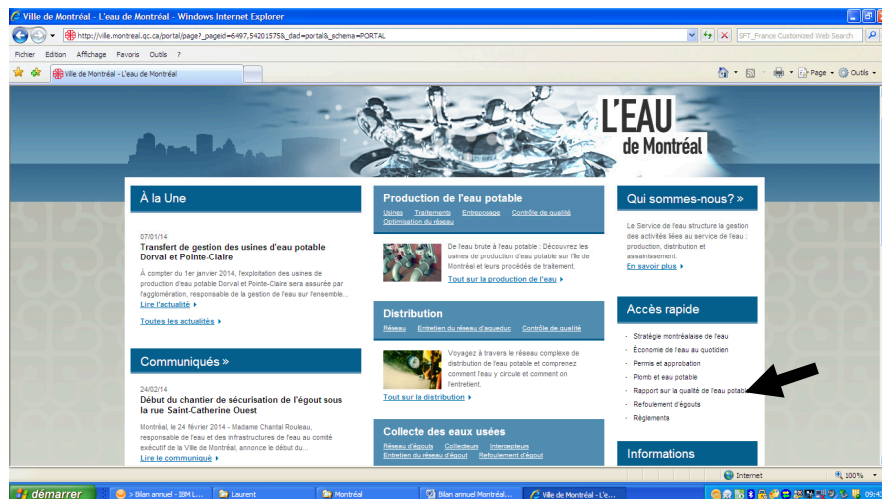 Ville de Montréal - L'eau de Montréal - Windows Internet Explorer
http://ville.montreal.qc.ca/portal/page?_pageid=6497,54201575&_dad=portal&_schema=PORTAL
SFT_France Customized Web Search
Fichier Edition Affichage Favoris Outils ?
Ville de Montréal - L'eau de Montréal
Page
Outils
L'EAU
de Montréal
À la Une
07/01/14
Transfert de gestion des usines d'eau potable
Dorval et Pointe-Claire
À compter du 1er janvier 2014, l'exploitation des usines de
production d'eau potable Dorval et Pointe-Claire sera assurée par
l'agglomération, responsable de la gestion de l'eau sur l'ensemble...
Lire l'actualité
Toutes les actualités
Communiqués »
24/02/14
Début du chantier de sécurisation de l'égout sous
la rue Saint-Catherine Ouest
Montréal, le 24 février 2014 - Madame Chantal Rouleau,
responsable de l'eau et des infrastructures de l'eau au comité
exécutif de la Ville de Montréal, annonce le début du...
Lire le communiqué
Production de l'eau potable
Usines Traitements Entreposage Contrôle de qualité
Optimisation du réseau
De l'eau brute à l'eau potable : Découvrez les
usines de production d'eau potable sur l'île de
Montréal et leurs procédés de traitement.
Tout sur la production de l'eau
Distribution
Réseau Entretien du réseau d'aqueduc Contrôle de qualité
Voyagez à travers le réseau complexe de
distribution de l'eau potable et comprenez
comment l'eau y circule et comment on
l'entretient.
Tout sur la distribution
Collecte des eaux usées
Réseau d'égouts Collecteurs Intercepteurs
Entretien du réseau d'égout Refoulement d'égout
Qui sommes-nous? »
Le Service de l'eau structure la gestion
des activités liées au service de l'eau :
production, distribution et
assainissement.
En savoir plus
Accès rapide
· Stratégie montréalaise de l'eau
· Économie de l'eau au quotidien
· Permis et approbation
· Plomb et eau potable
· Rapport sur la qualité de l'eau potable
· Refoulement d'égouts
· Règlements
Informations
Internet
100%
démarrer
> Bilan annuel - IBM L...
Laurent
Montréal
Bilan annuel Montréal...
Ville de Montréal - L'e...